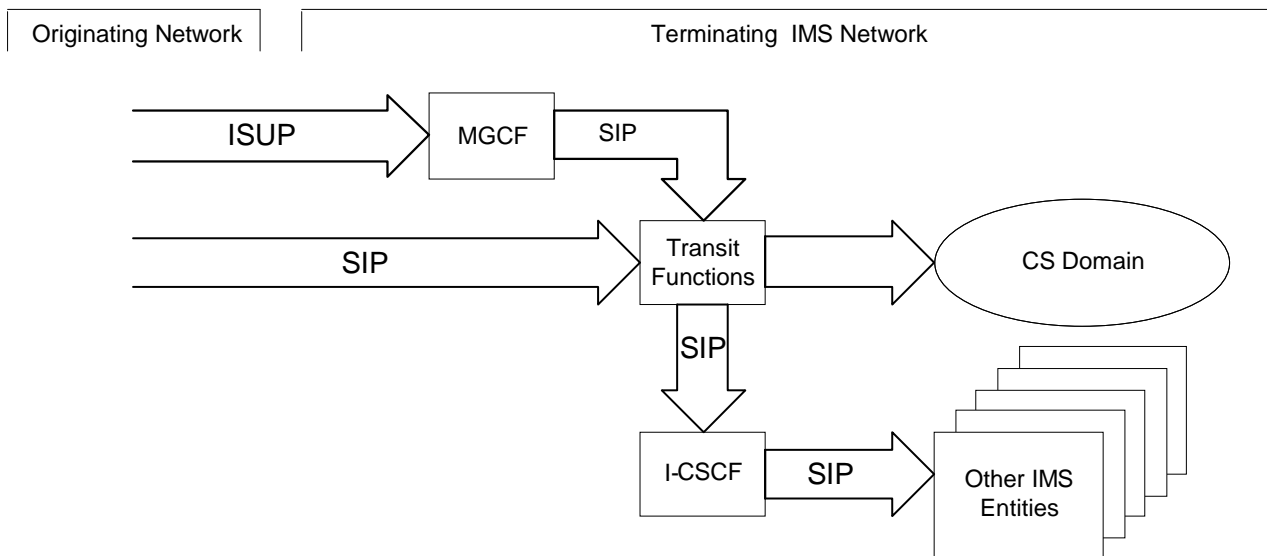 Originating Network
Terminating IMS Network
ISUP
MGCF
SIP
SIP
Transit
Functions
CS Domain
SIP
I-CSCF
SIP
Other IMS
Entities